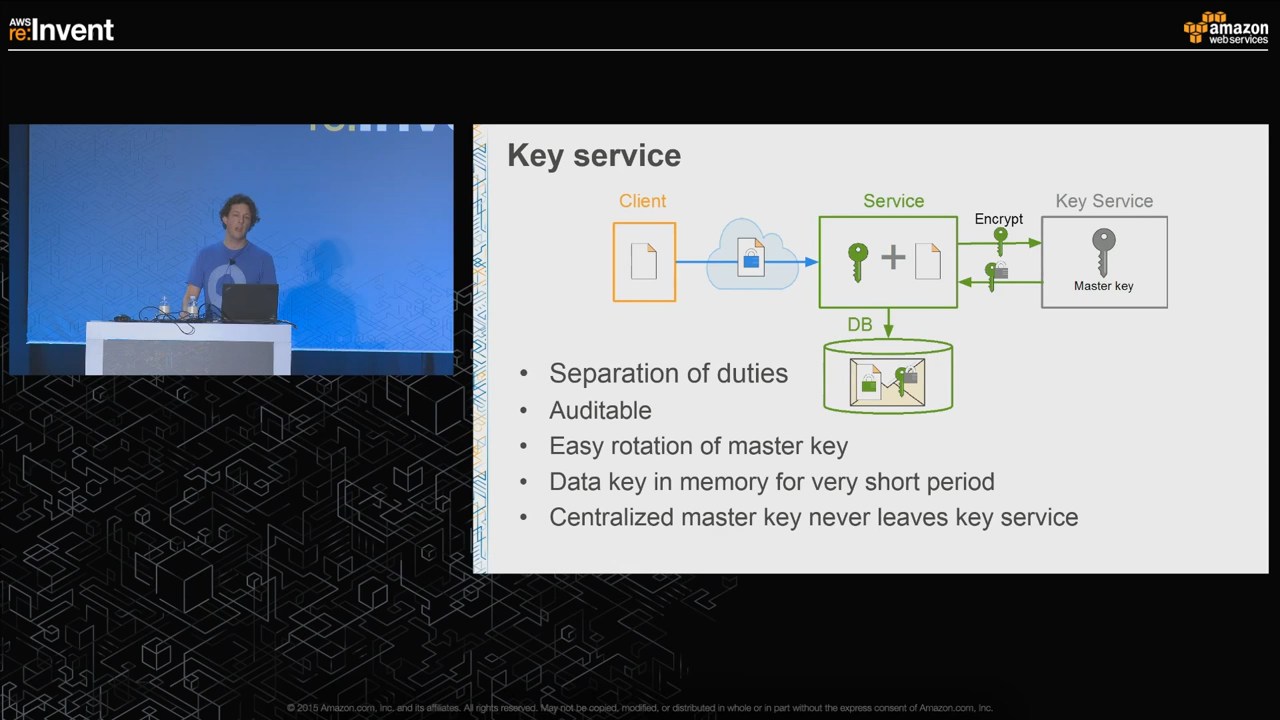 AWS
re:Invent
amazon
web services
Key service
Client
Service
Key Service
Encrypt
Master key
DB
• Separation of duties
• Auditable
• Easy rotation of master key
• Data key in memory for very short period
• Centralized master key never leaves key service
© 2015 Amazon.com, Inc. and its affiliates. All rights reserved. May not be copied, modified, or distributed in whole or in part without the express consent of Amazon.com, Inc.